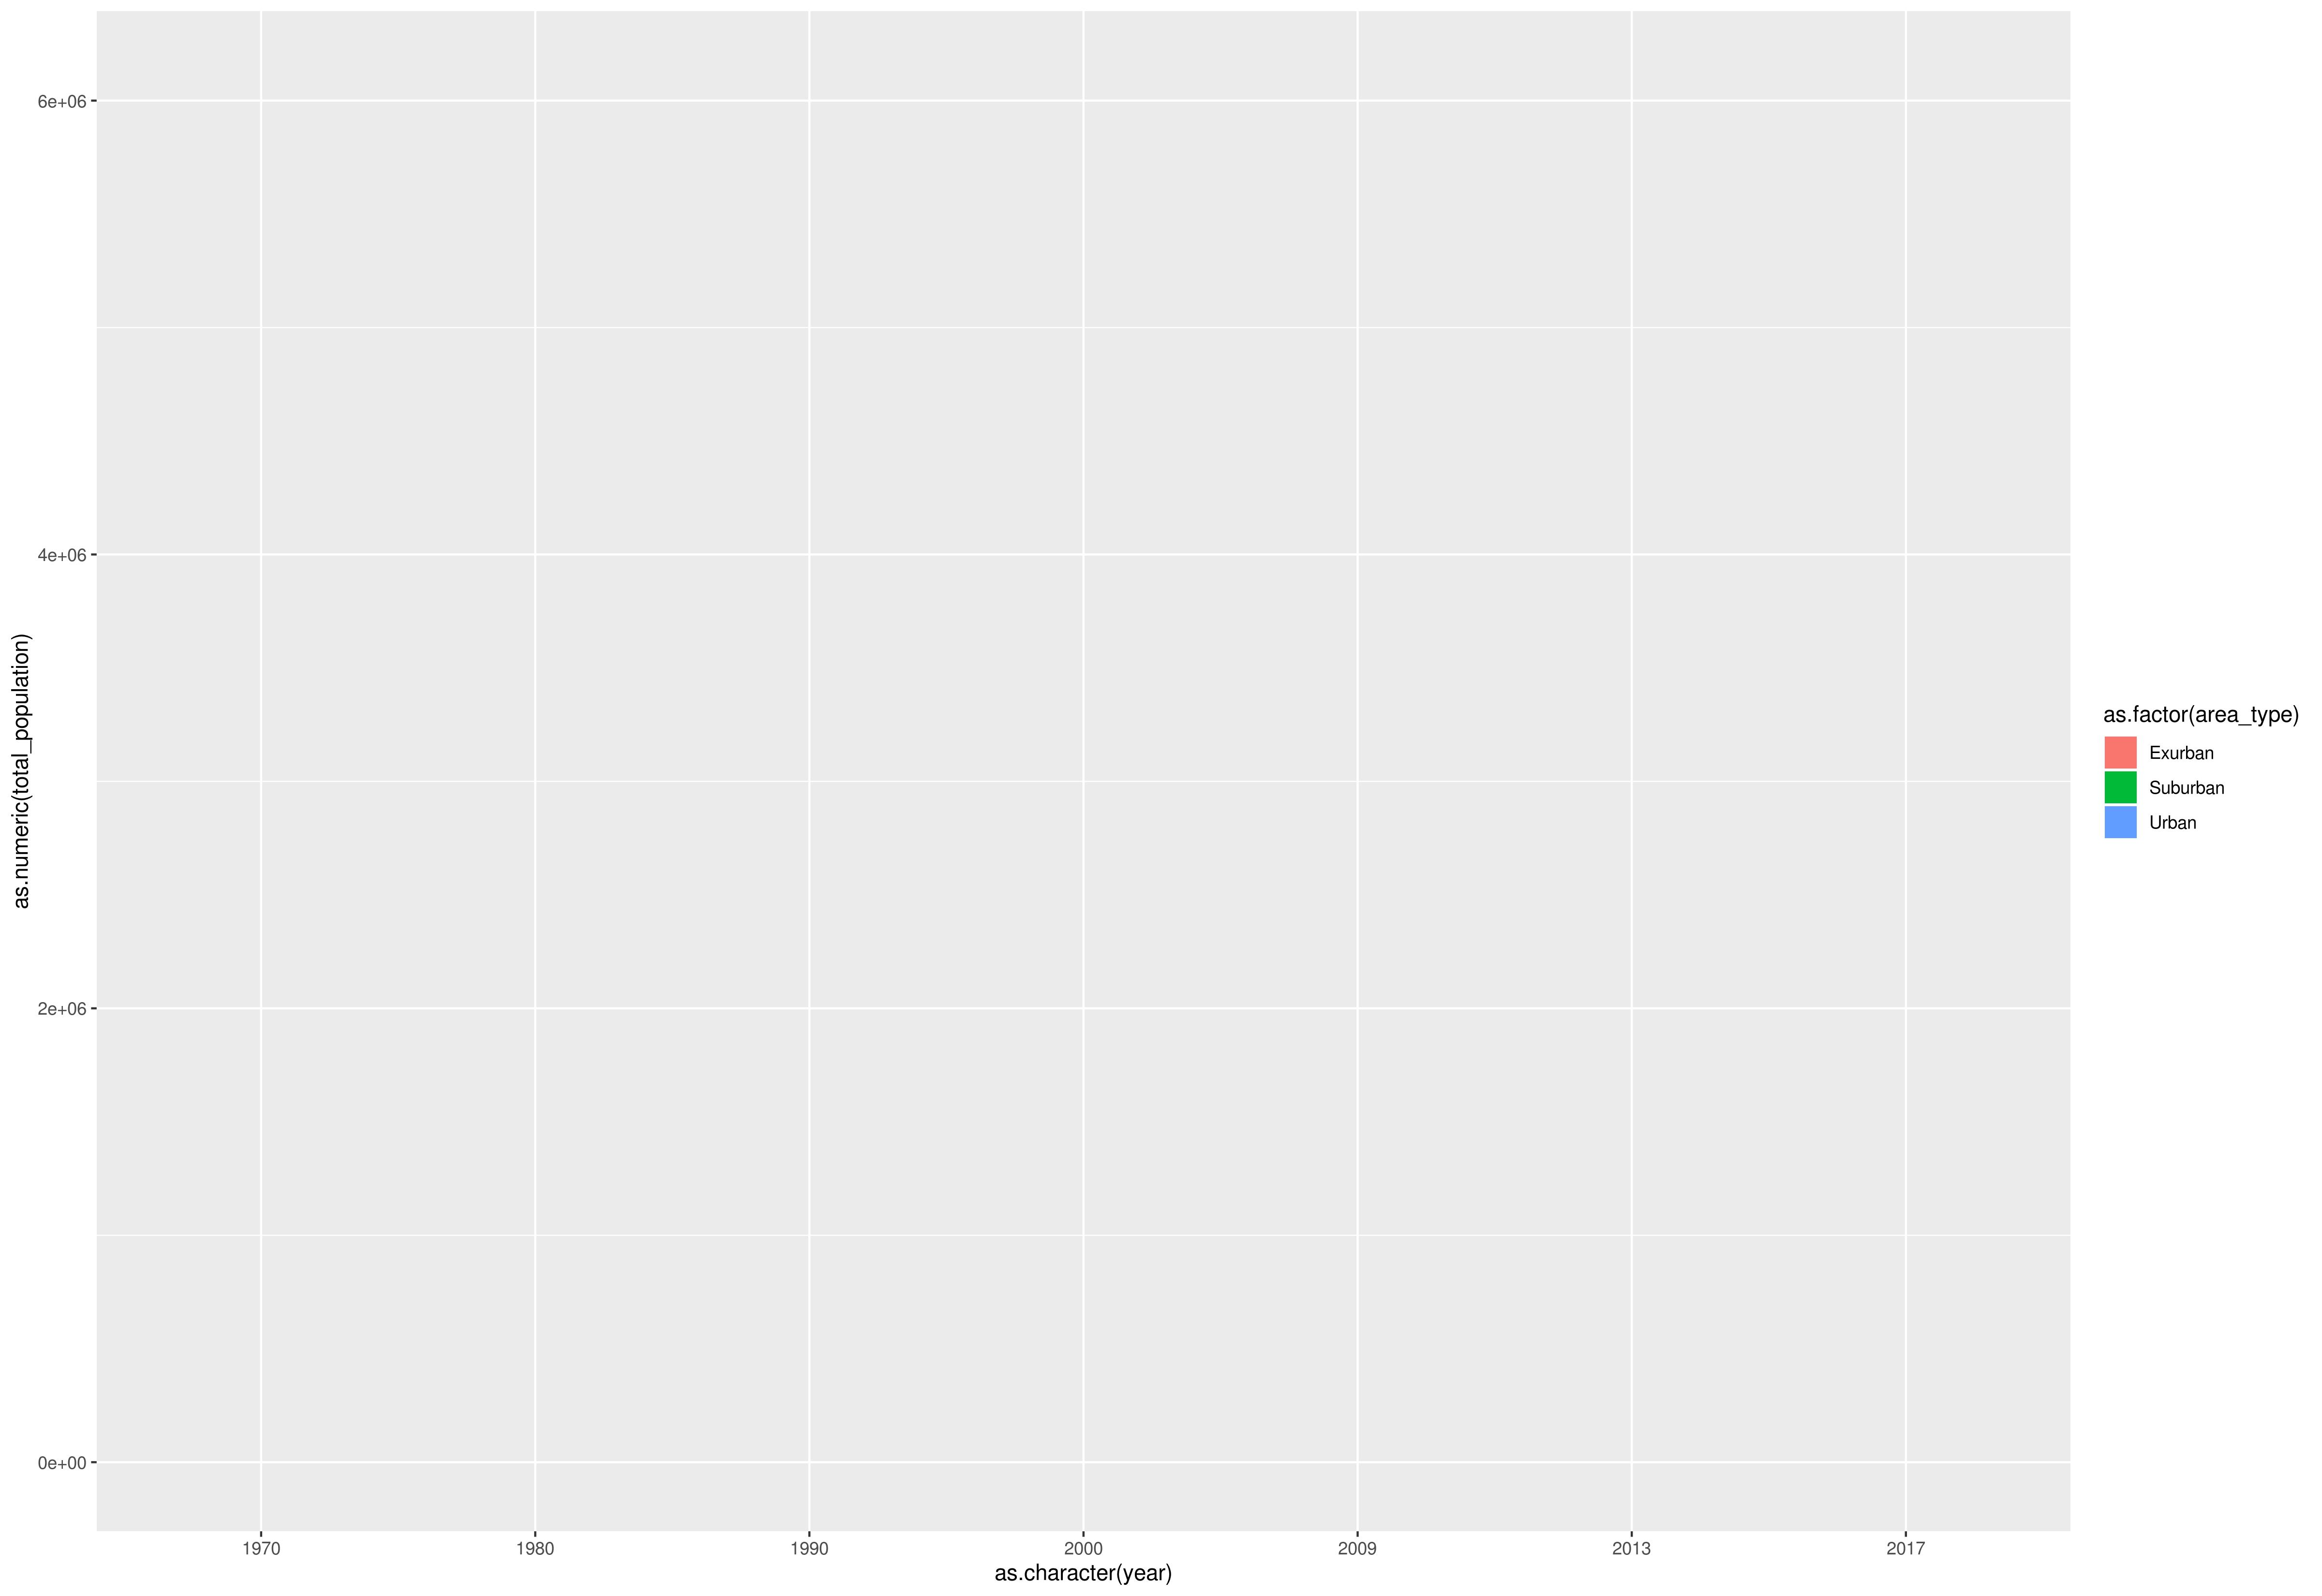 6e+06
4e+06
2e+06
0e+00
as.numeric(total_population)
1970 1980 1990 2000 2009 2013 2017
as.character(year)
as.factor(area_type)
Exurban
Suburban
Urban